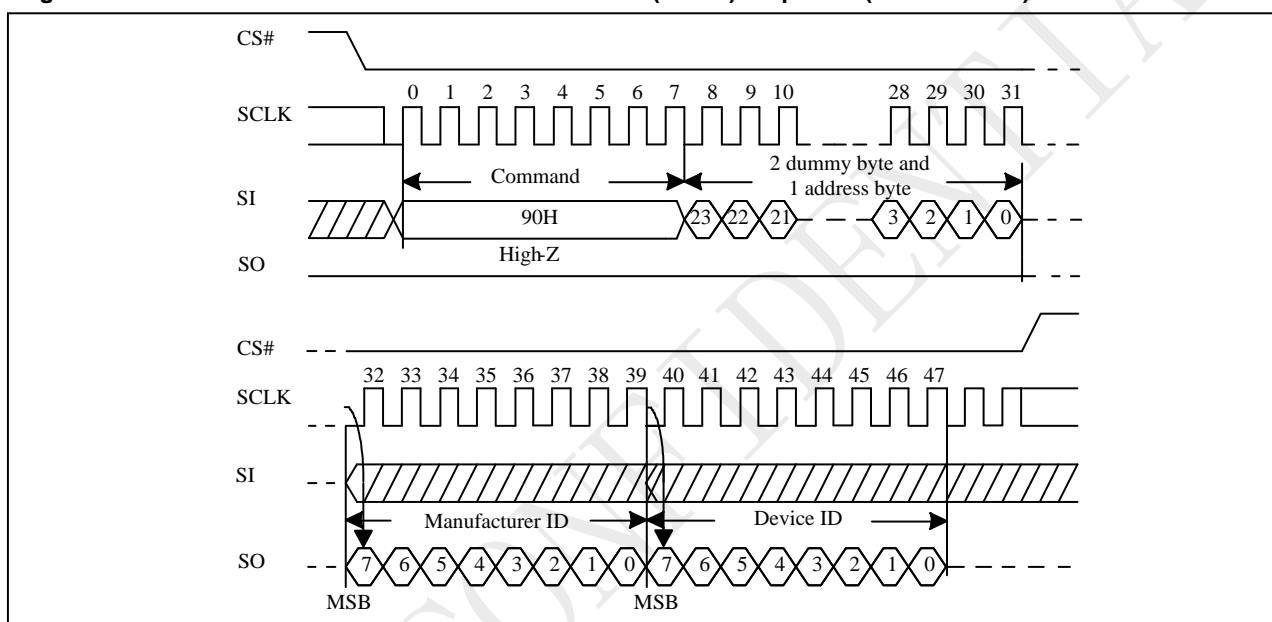 CS#
0 1 2 3 4 5 6 7 8 9 10 28 29 30 31
SCLK
Command
2 dummy byte and
1 address byte
SI
90H
23 22 21 3 2 1 0
High-Z
SO
CS#
32 33 34 35 36 37 38 39 40 41 42 43 44 45 46 47
SCLK
SI
Manufacturer ID Device ID
SO
7 6 5 4 3 2 1 0 7 6 5 4 3 2 1 0
MSB MSB